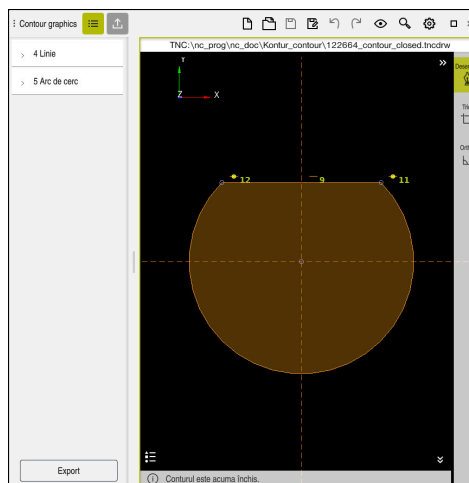 Contour graphics
TNC:\nc_prog\nc_doc\Kontur_contour\122664_contour_closed.tncdrw
4 Linie
5 Arc de cerc
Y
Z
X
12
9
11
Export
Conturul este acuma închis.